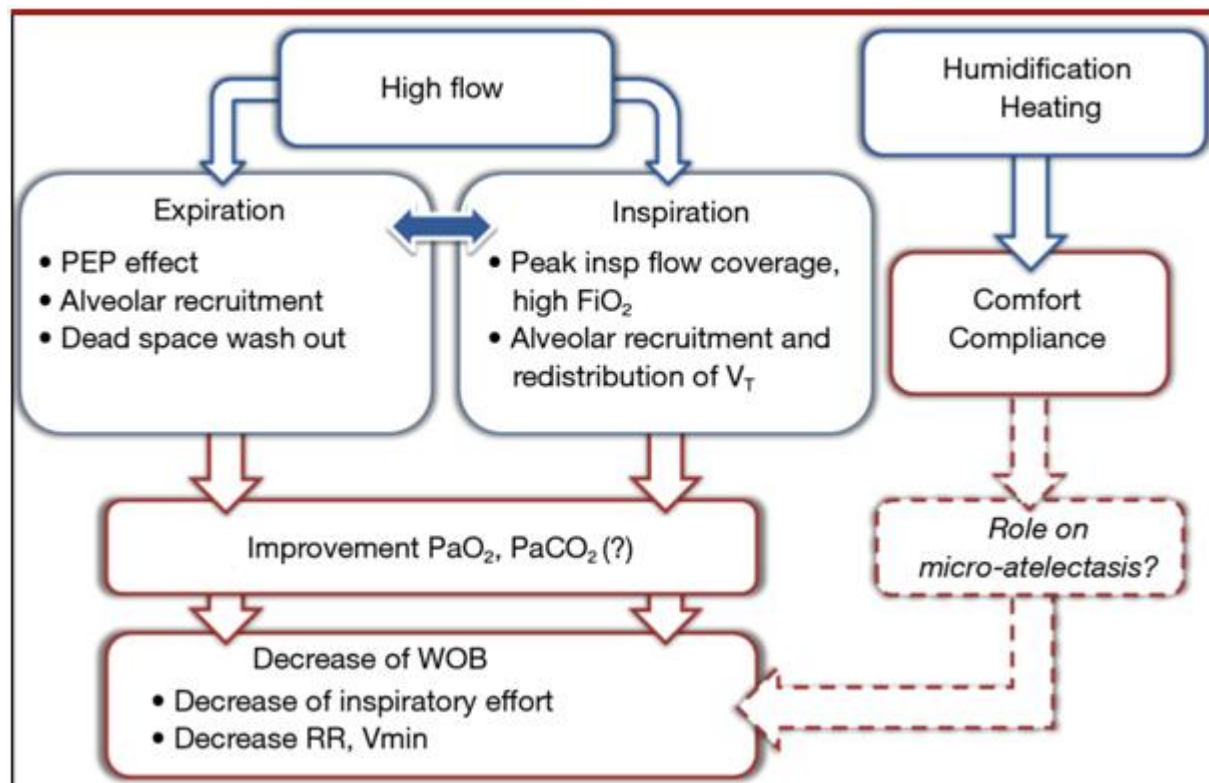 High flow
Humidification
Heating
Expiration
• PEP effect
• Alveolar recruitment
• Dead space wash out
Inspiration
• Peak insp flow coverage,
high FiO₂
• Alveolar recruitment and
redistribution of V_T
Comfort
Compliance
Improvement PaO₂, PaCO₂ (?)
Role on
micro-atelectasis?
Decrease of WOB
• Decrease of inspiratory effort
• Decrease RR, Vmin